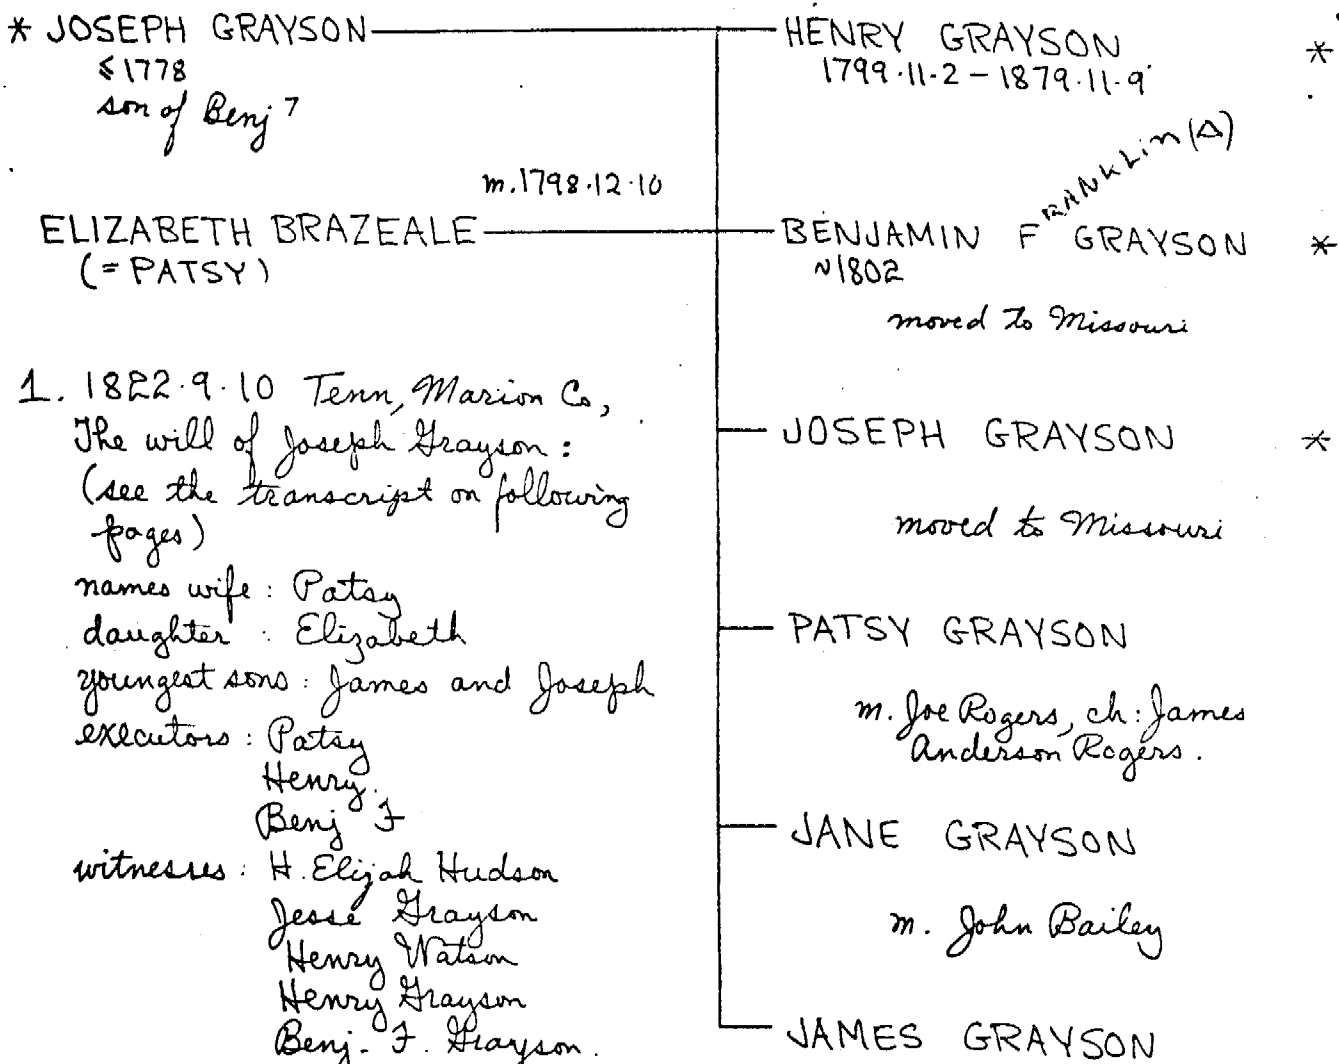 * JOSEPH GRAYSON
≤1778
son of Benj 7
m. 1798.12.10
ELIZABETH BRAZEALE
(= PATSY)
1. 1822.9.10 Tenn, Marion Co,
The will of Joseph Grayson:
(see the transcript on following
pages)
names wife: Patsy
daughter: Elizabeth
youngest sons: James and Joseph
executors: Patsy
Henry
Benj F
witnesses: H. Elijah Hudson
Jesse Grayson
Henry Watson
Henry Grayson
Benj. F. Grayson.
HENRY GRAYSON *
1799.11.2 - 1879.11.9
BENJAMIN FRANKLIN (Δ) GRAYSON *
~1802
moved to Missouri
JOSEPH GRAYSON *
moved to Missouri
PATSY GRAYSON
m. Joe Rogers, ch: James
Anderson Rogers.
JANE GRAYSON
m. John Bailey
JAMES GRAYSON